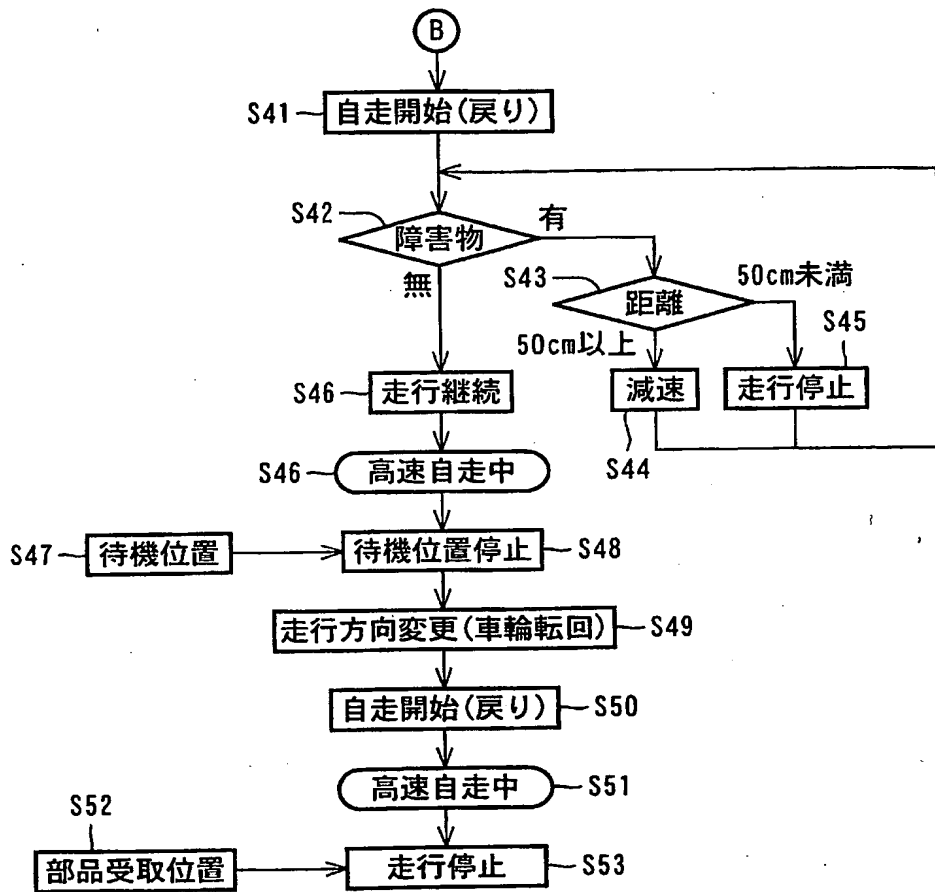 B
S41 自走開始(戻り)
S42 障害物 有
無
S43 距離 50cm未満
50cm以上
S45
S46 走行継続
減速
走行停止
S44
S46 高速自走中
S47 待機位置 待機位置停止 S48
走行方向変更(車輪転回) S49
自走開始(戻り) S50
高速自走中 S51
S52
部品受取位置 走行停止 S53